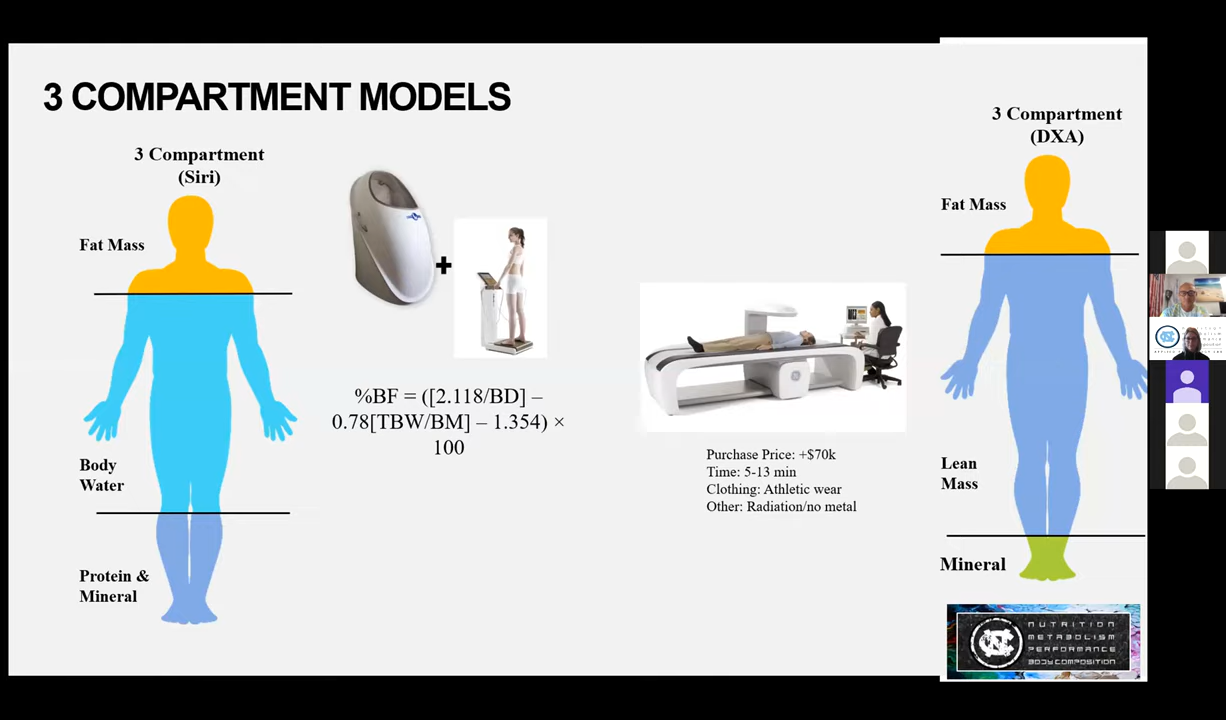 3 COMPARTMENT MODELS
3 Compartment
(Siri)
Fat Mass
Body
Water
Protein &
Mineral
+
%BF = ([2.118/BD] –
0.78[TBW/BM] – 1.354) ×
100
Purchase Price: +$70k
Time: 5-13 min
Clothing: Athletic wear
Other: Radiation/no metal
3 Compartment
(DXA)
Fat Mass
Lean
Mass
Mineral
NUTRITION
METABOLISM
PERFORMANCE
BODY COMPOSITION